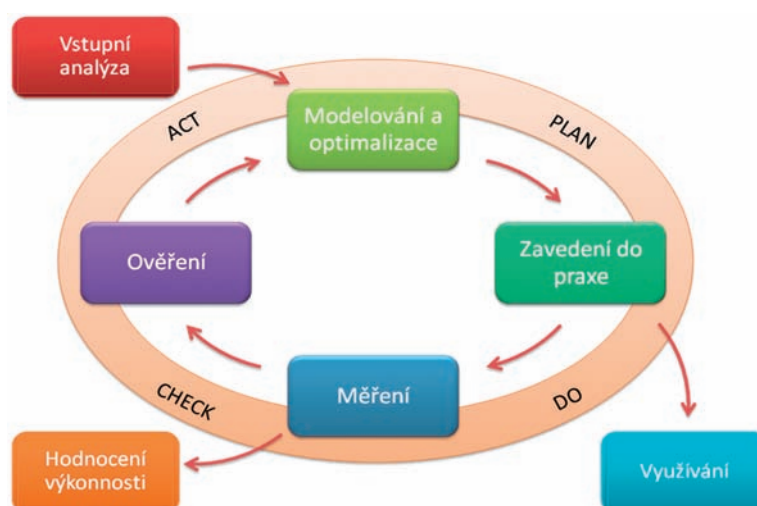 Vstupní
analýza
ACT
Modelování a
optimalizace
PLAN
Ověření
Zavedení do
praxe
CHECK
Měření
DO
Hodnocení
výkonnosti
Využívání